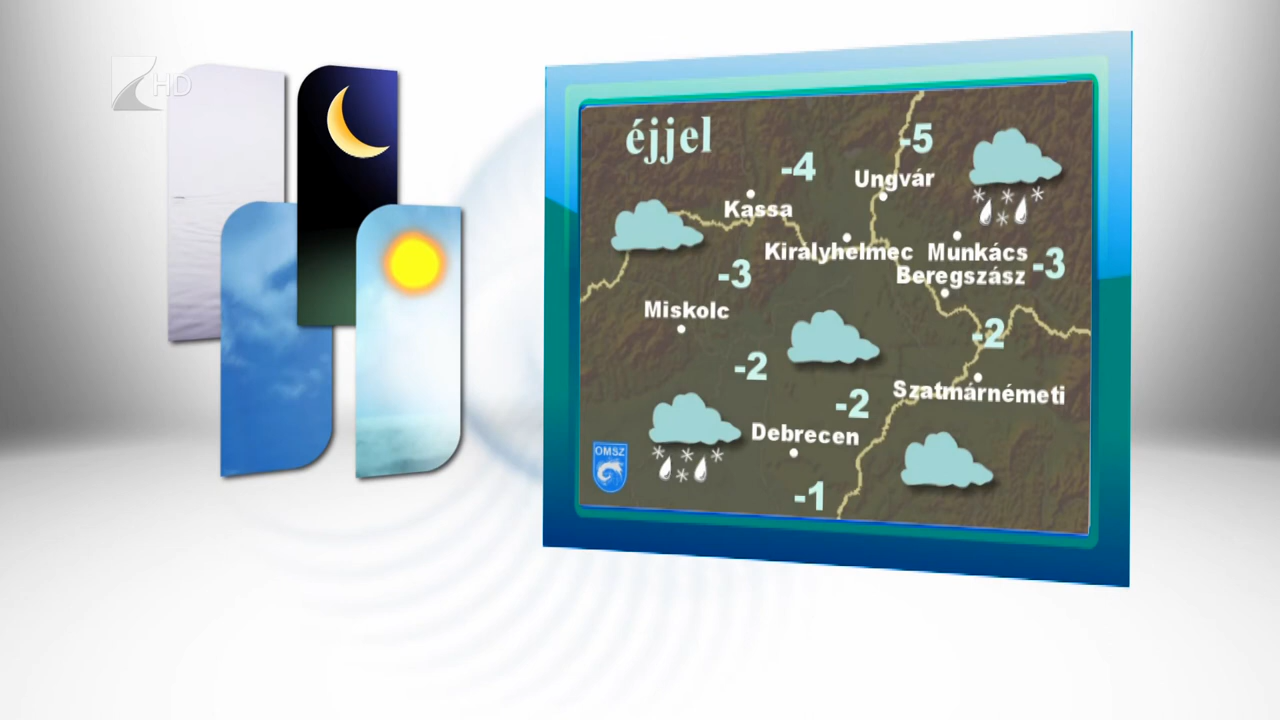 HD
éjjel
-5
-4
Ungvár
Kassa
Királyhelmec
Munkács
-3
Beregszász
-3
Miskolc
-2
-2
Szatmárnémeti
-2
Debrecen
OMSZ
-1